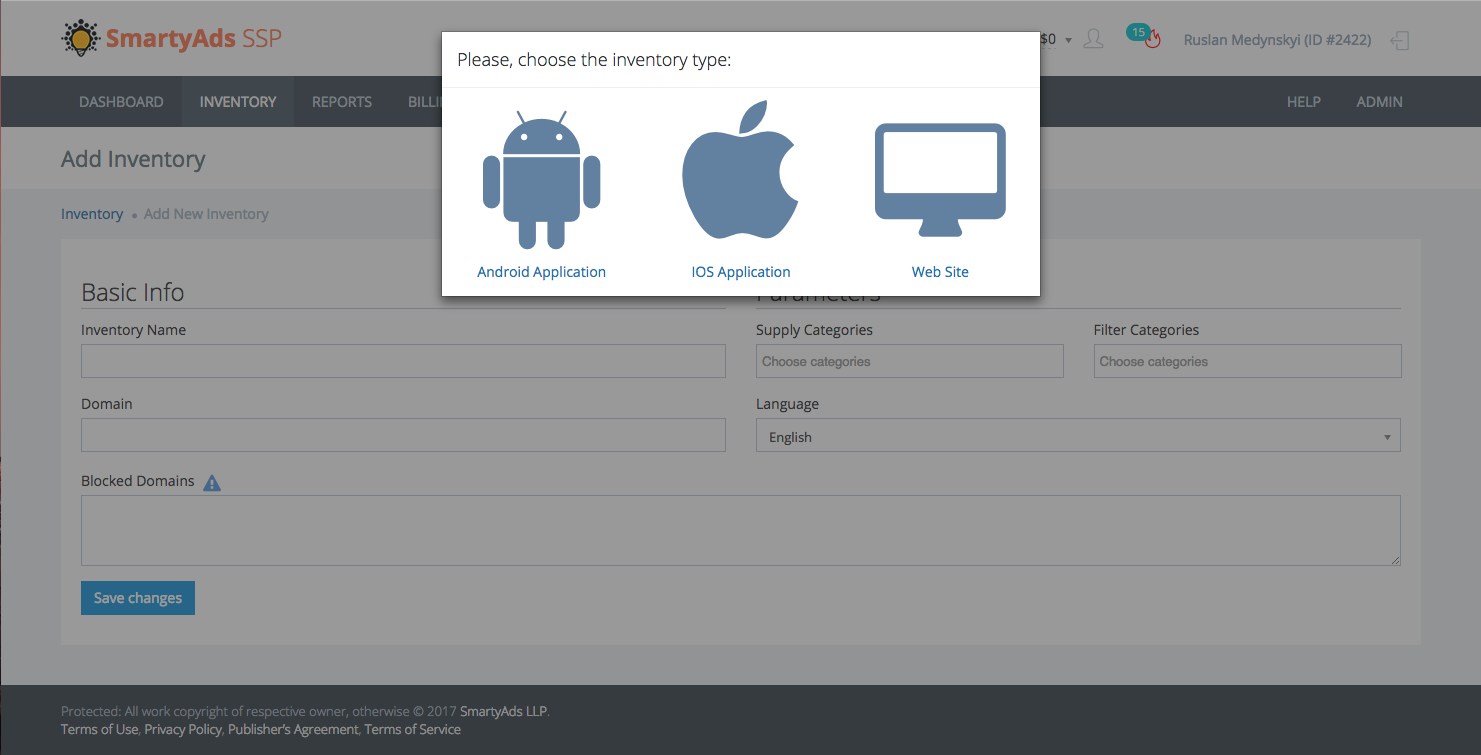 SmartyAds SSP
$0
15
Ruslan Medynskyi (ID #2422)
Please, choose the inventory type:
DASHBOARD INVENTORY REPORTS
HELP ADMIN
Add Inventory
Inventory Add New Inventory
Android Application IOS Application Web Site
Basic Info Parameters
Inventory Name Supply Categories Filter Categories
Choose categories Choose categories
Domain Language
English
Blocked Domains
Save changes
Protected: All work copyright of respective owner, otherwise © 2017 SmartyAds LLP.
Terms of Use, Privacy Policy, Publisher's Agreement, Terms of Service